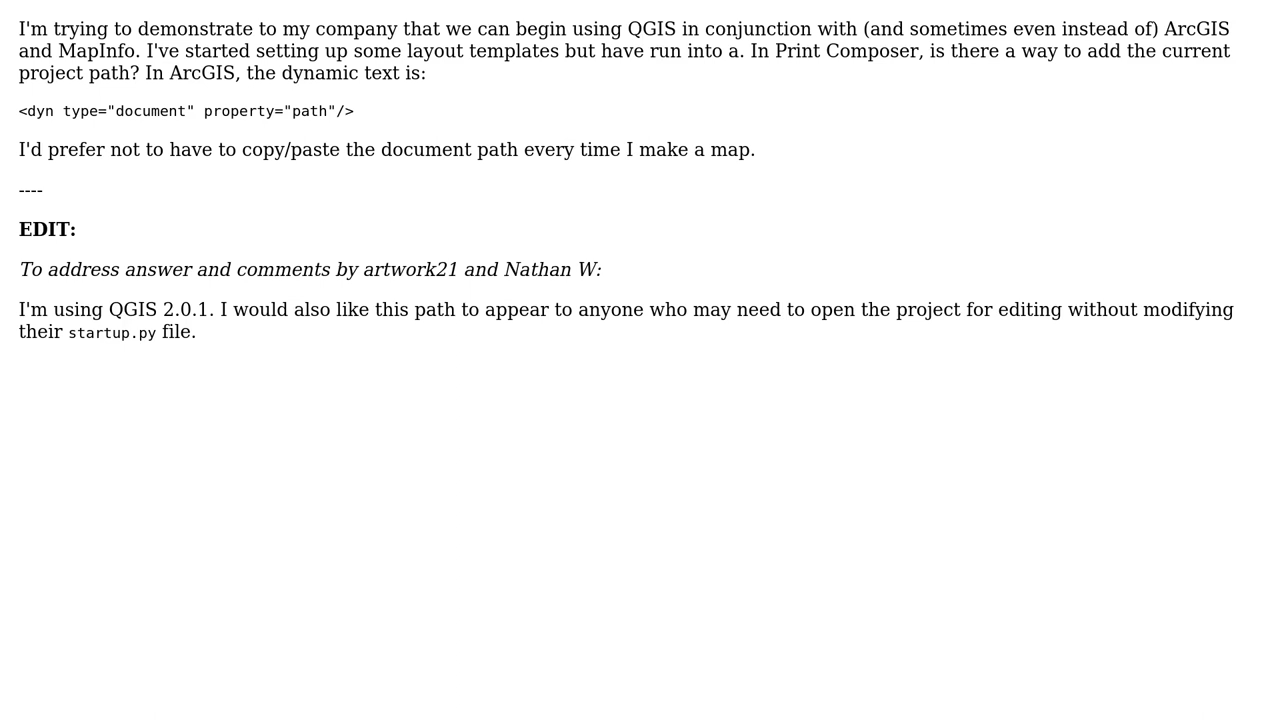 I'm trying to demonstrate to my company that we can begin using QGIS in conjunction with (and sometimes even instead of) ArcGIS
and MapInfo. I've started setting up some layout templates but have run into a. In Print Composer, is there a way to add the current
project path? In ArcGIS, the dynamic text is:
<dyn type="document" property="path"/>
I'd prefer not to have to copy/paste the document path every time I make a map.
----
EDIT:
To address answer and comments by artwork21 and Nathan W:
I'm using QGIS 2.0.1. I would also like this path to appear to anyone who may need to open the project for editing without modifying
their startup.py file.